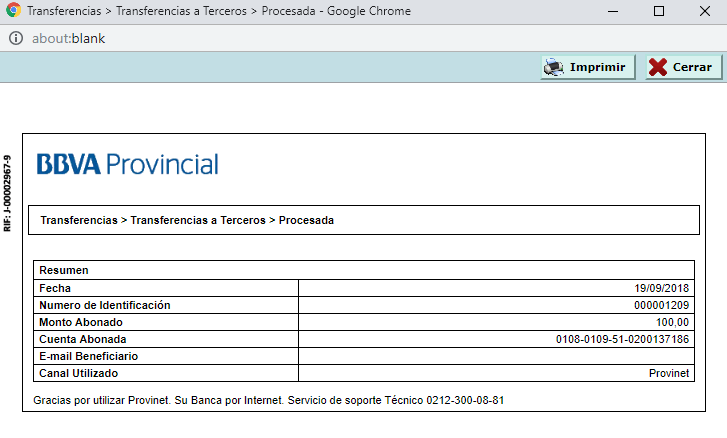 Transferencias > Transferencias a Terceros > Procesada - Google Chrome
about:blank
Imprimir Cerrar
RIF: J-00002967-9
BBVA Provincial
Transferencias > Transferencias a Terceros > Procesada
Resumen
Fecha 19/09/2018
Numero de Identificación 000001209
Monto Abonado 100,00
Cuenta Abonada 0108-0109-51-0200137186
E-mail Beneficiario
Canal Utilizado Provinet
Gracias por utilizar Provinet. Su Banca por Internet. Servicio de soporte Técnico 0212-300-08-81